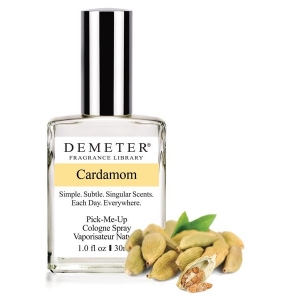 DEMETER®
FRAGRANCE LIBRARY
Cardamom
Simple. Subtle. Singular Scents.
Each Day. Everywhere.
Pick-Me-Up
Cologne Spray
Vaporisateur
1.0 fl oz